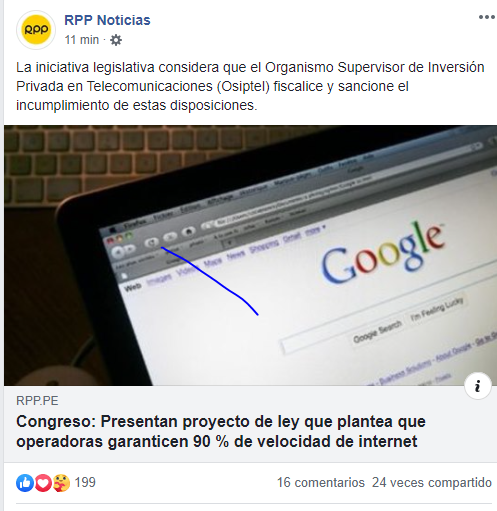 RPP
RPP Noticias
11 min ·
La iniciativa legislativa considera que el Organismo Supervisor de Inversión
Privada en Telecomunicaciones (Osiptel) fiscalice y sancione el
incumplimiento de estas disposiciones.
Firefox
Web Images Video Maps News Shopping Gmail more
Google
Google Search I'm Feeling Lucky
RPP.PE
Congreso: Presentan proyecto de ley que plantea que
operadoras garanticen 90 % de velocidad de internet
199
16 comentarios 24 veces compartido